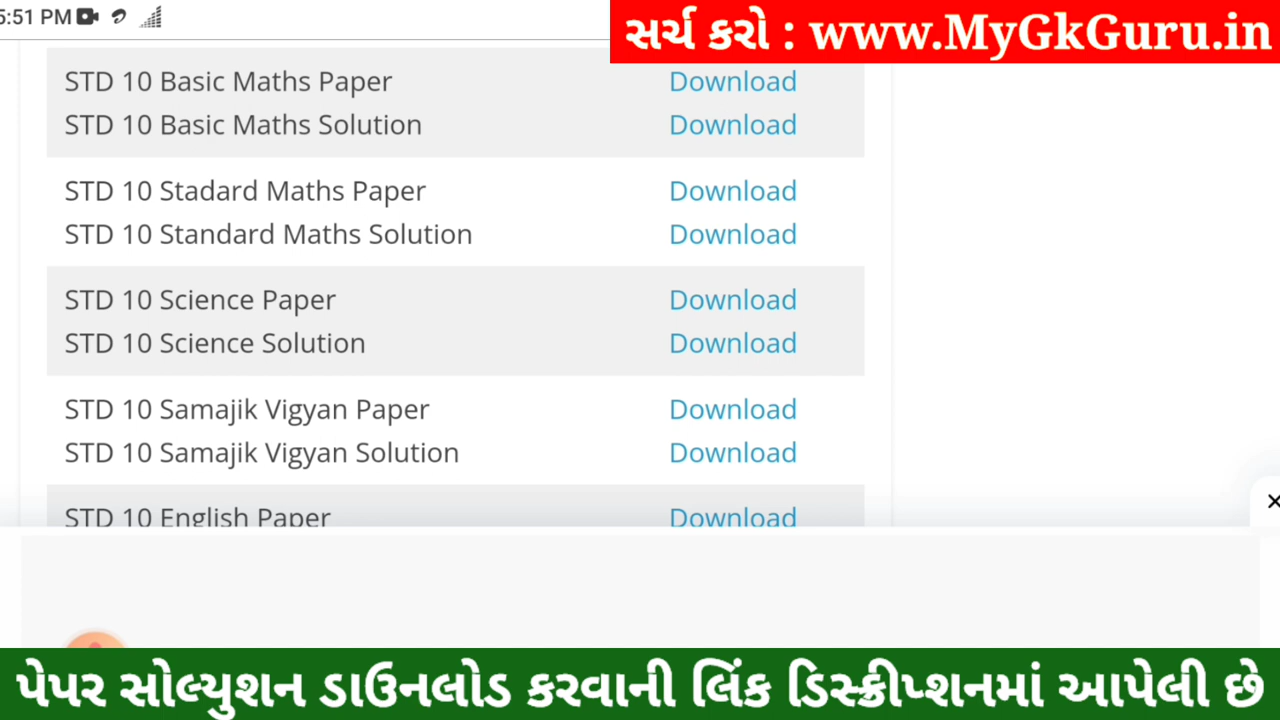 5:51 PM
સર્ચ કરો : www.MyGkGuru.in
STD 10 Basic Maths Paper Download
STD 10 Basic Maths Solution Download
STD 10 Stadard Maths Paper Download
STD 10 Standard Maths Solution Download
STD 10 Science Paper Download
STD 10 Science Solution Download
STD 10 Samajik Vigyan Paper Download
STD 10 Samajik Vigyan Solution Download
STD 10 English Paper Download
પેપર સોલ્યુશન ડાઉનલોડ કરવાની લિંક ડિસ્ક્રીપ્શનમાં આપેલી છે